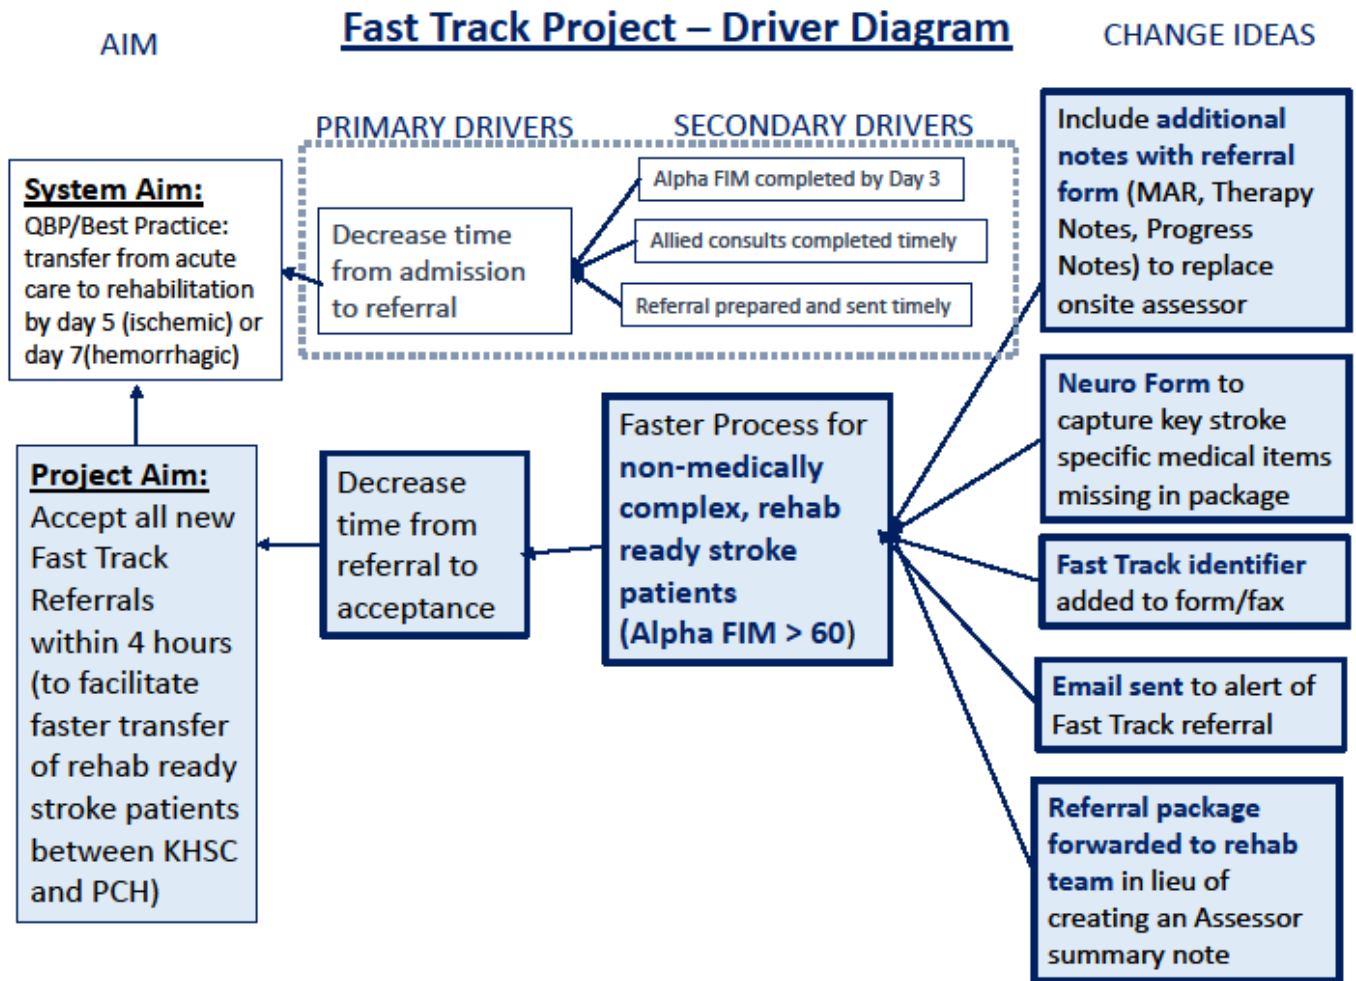 Fast Track Project – Driver Diagram
AIM
CHANGE IDEAS
PRIMARY DRIVERS
SECONDARY DRIVERS
System Aim:
QBP/Best Practice:
transfer from acute
care to rehabilitation
by day 5 (ischemic) or
day 7(hemorrhagic)
Decrease time
from admission
to referral
Alpha FIM completed by Day 3
Allied consults completed timely
Referral prepared and sent timely
Project Aim:
Accept all new
Fast Track
Referrals
within 4 hours
(to facilitate
faster transfer
of rehab ready
stroke patients
between KHSC
and PCH)
Decrease
time from
referral to
acceptance
Faster Process for
non-medically
complex, rehab
ready stroke
patients
(Alpha FIM > 60)
Include additional
notes with referral
form (MAR, Therapy
Notes, Progress
Notes) to replace
onsite assessor
Neuro Form to
capture key stroke
specific medical items
missing in package
Fast Track identifier
added to form/fax
Email sent to alert of
Fast Track referral
Referral package
forwarded to rehab
team in lieu of
creating an Assessor
summary note